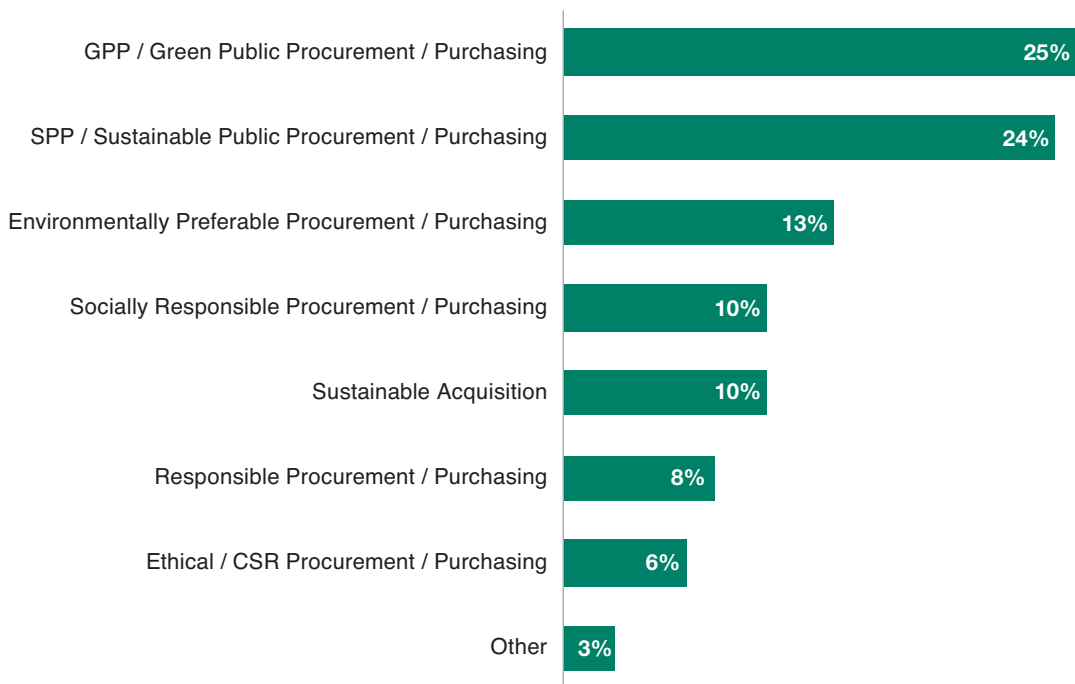 GPP / Green Public Procurement / Purchasing 25%
SPP / Sustainable Public Procurement / Purchasing 24%
Environmentally Preferable Procurement / Purchasing 13%
Socially Responsible Procurement / Purchasing 10%
Sustainable Acquisition 10%
Responsible Procurement / Purchasing 8%
Ethical / CSR Procurement / Purchasing 6%
Other 3%